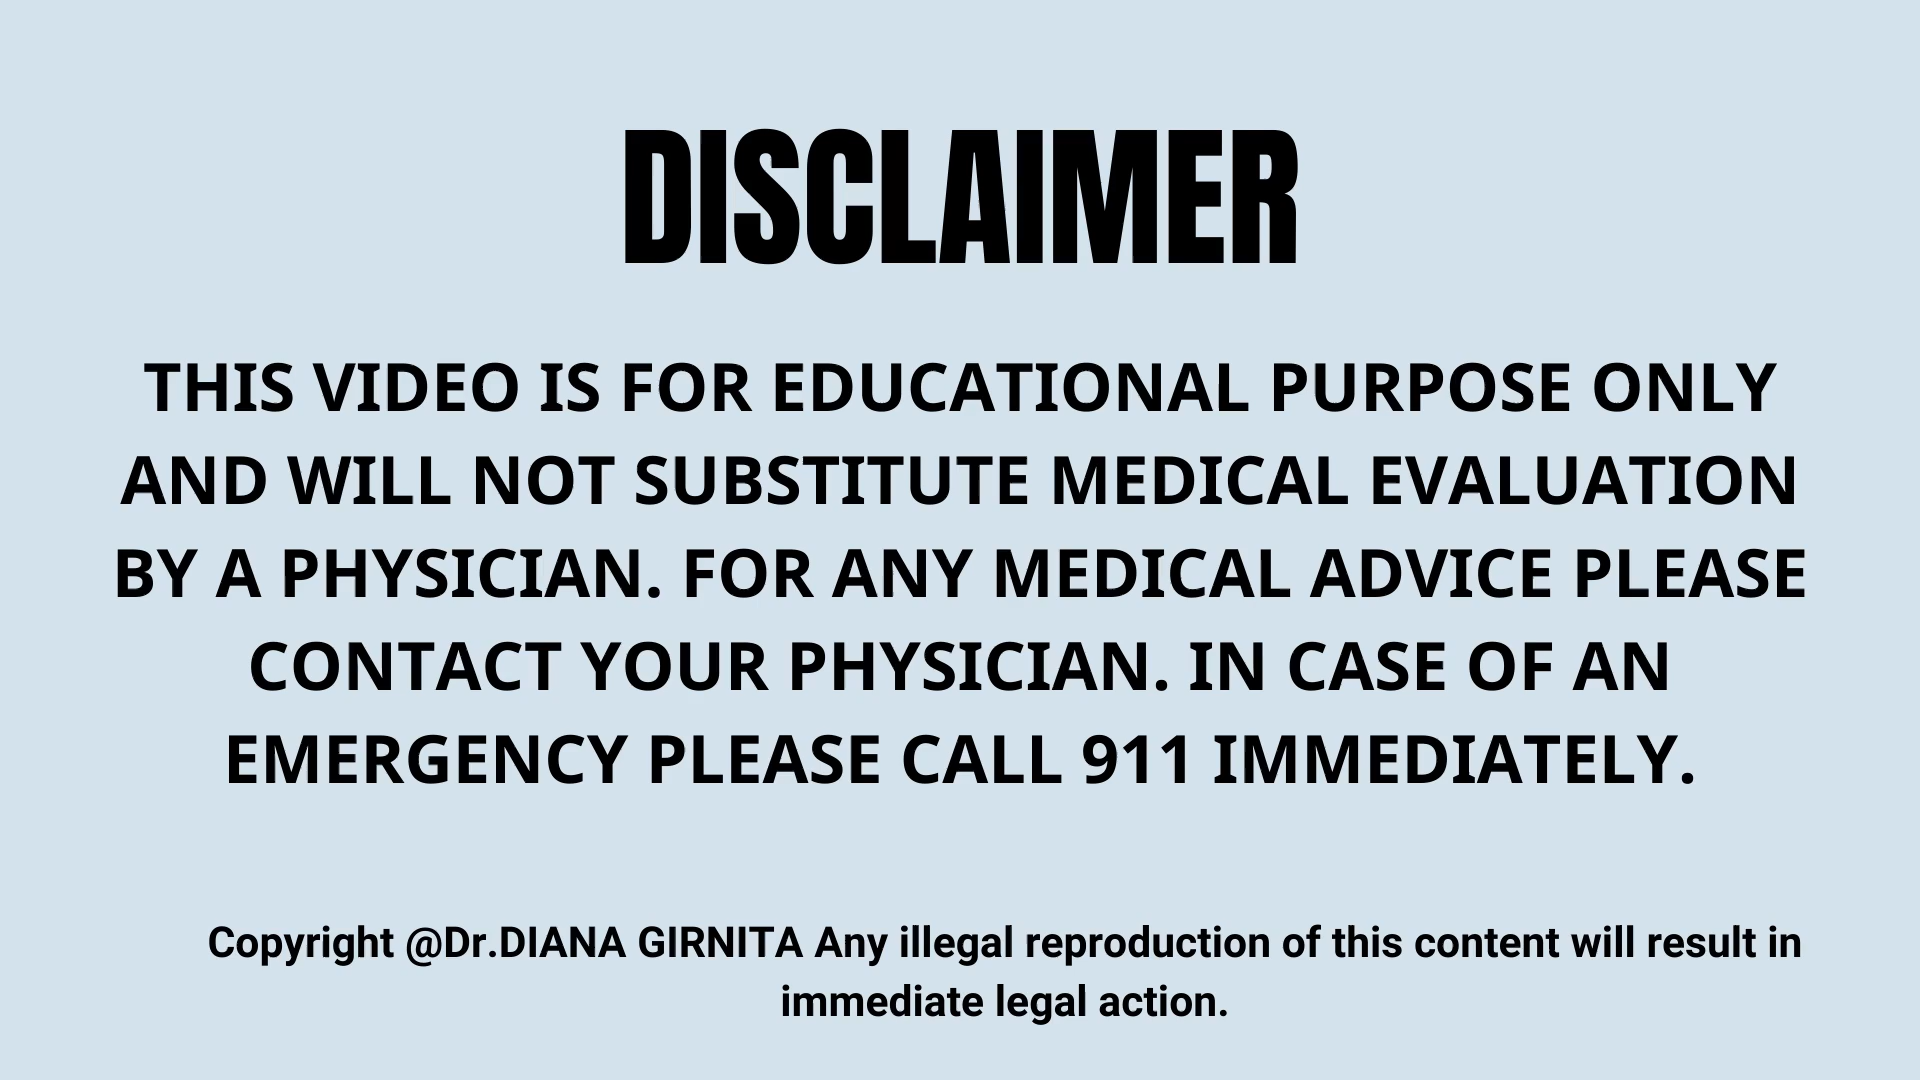 DISCLAIMER
THIS VIDEO IS FOR EDUCATIONAL PURPOSE ONLY
AND WILL NOT SUBSTITUTE MEDICAL EVALUATION
BY A PHYSICIAN. FOR ANY MEDICAL ADVICE PLEASE
CONTACT YOUR PHYSICIAN. IN CASE OF AN
EMERGENCY PLEASE CALL 911 IMMEDIATELY.
Copyright @Dr.DIANA GIRNITA Any illegal reproduction of this content will result in
immediate legal action.